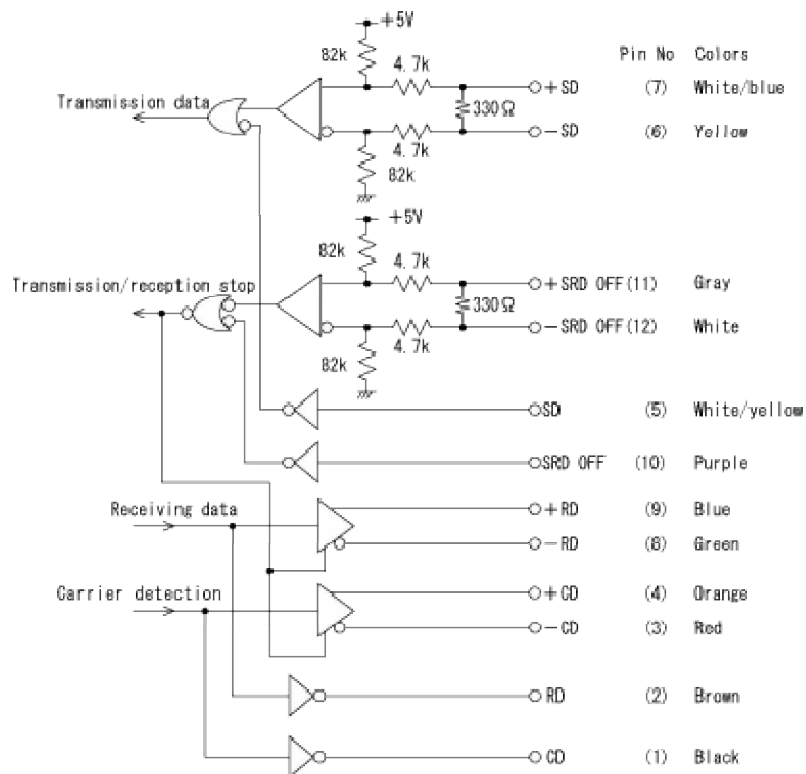 +5V
82k
4.7k
Pin No Colors
+SD (7) White/blue
Transmission data
330Ω
-SD (6) Yellow
4.7k
82k
+5V
82k
4.7k
Transmission/reception stop
+SRD OFF(11) Gray
330Ω
-SRD OFF(12) White
4.7k
82k
SD (5) White/yellow
SRD OFF (10) Purple
Receiving data
+RD (9) Blue
-RD (8) Green
Carrier detection
+CD (4) Orange
-CD (3) Red
RD (2) Brown
CD (1) Black